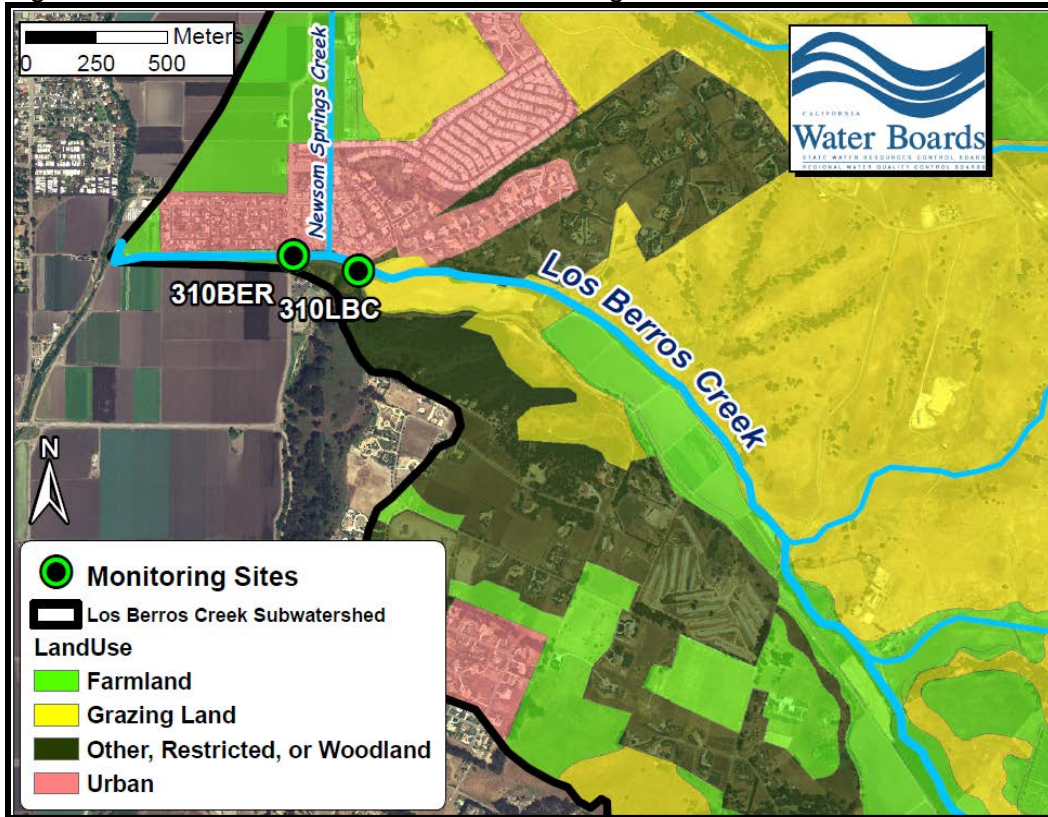 Meters
0 250 500
Newsom Springs Creek
CALIFORNIA
Water Boards
STATE WATER RESOURCES CONTROL BOARD
REGIONAL WATER QUALITY CONTROL BOARDS
310BER
310LBC
Los Berros Creek
N
Monitoring Sites
Los Berros Creek Subwatershed
LandUse
Farmland
Grazing Land
Other, Restricted, or Woodland
Urban